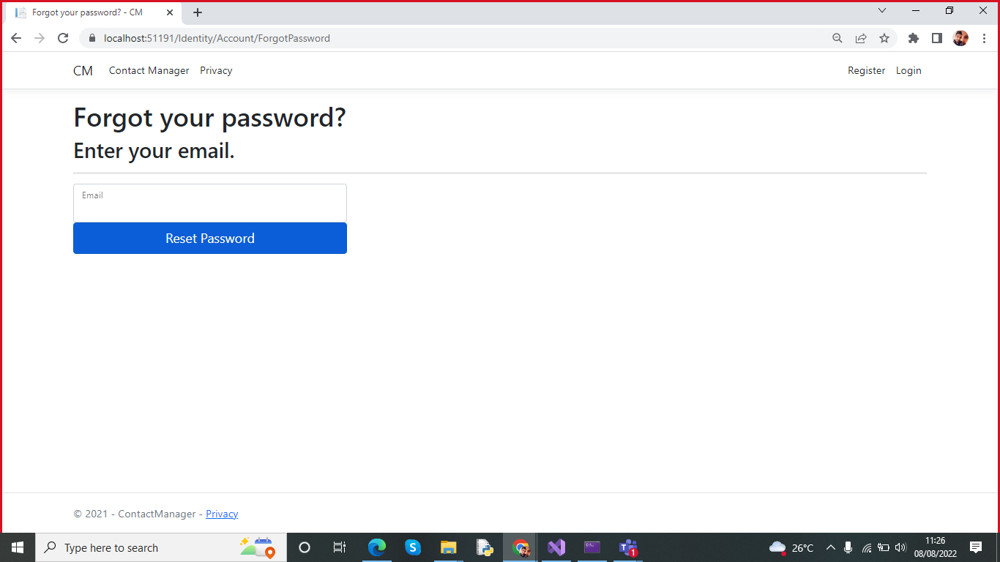 Forgot your password? - CM
localhost:51191/Identity/Account/ForgotPassword
CM Contact Manager Privacy Register Login
Forgot your password?
Enter your email.
Email
Reset Password
© 2021 - ContactManager - Privacy
Type here to search
S
1
26°C
11:26
08/08/2022